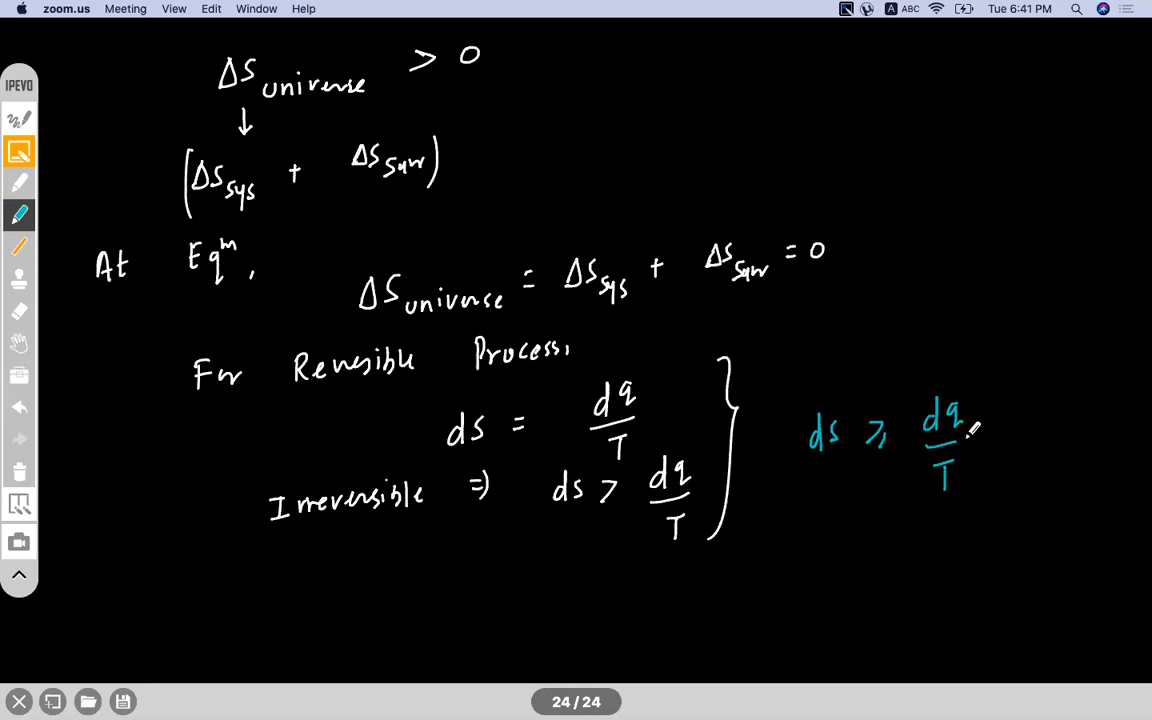 zoom.us Meeting View Edit Window Help A ABC Tue 6:41 PM
IPEVO
ΔS universe > 0
↓
(ΔS sys + ΔS surr)
At Eqᵐ,
ΔS universe = ΔS sys + ΔS surr = 0
For Reversible Process,
ds = dq/T
Irreversible ⇒ ds > dq/T
ds ≥ dq/T
24 / 24